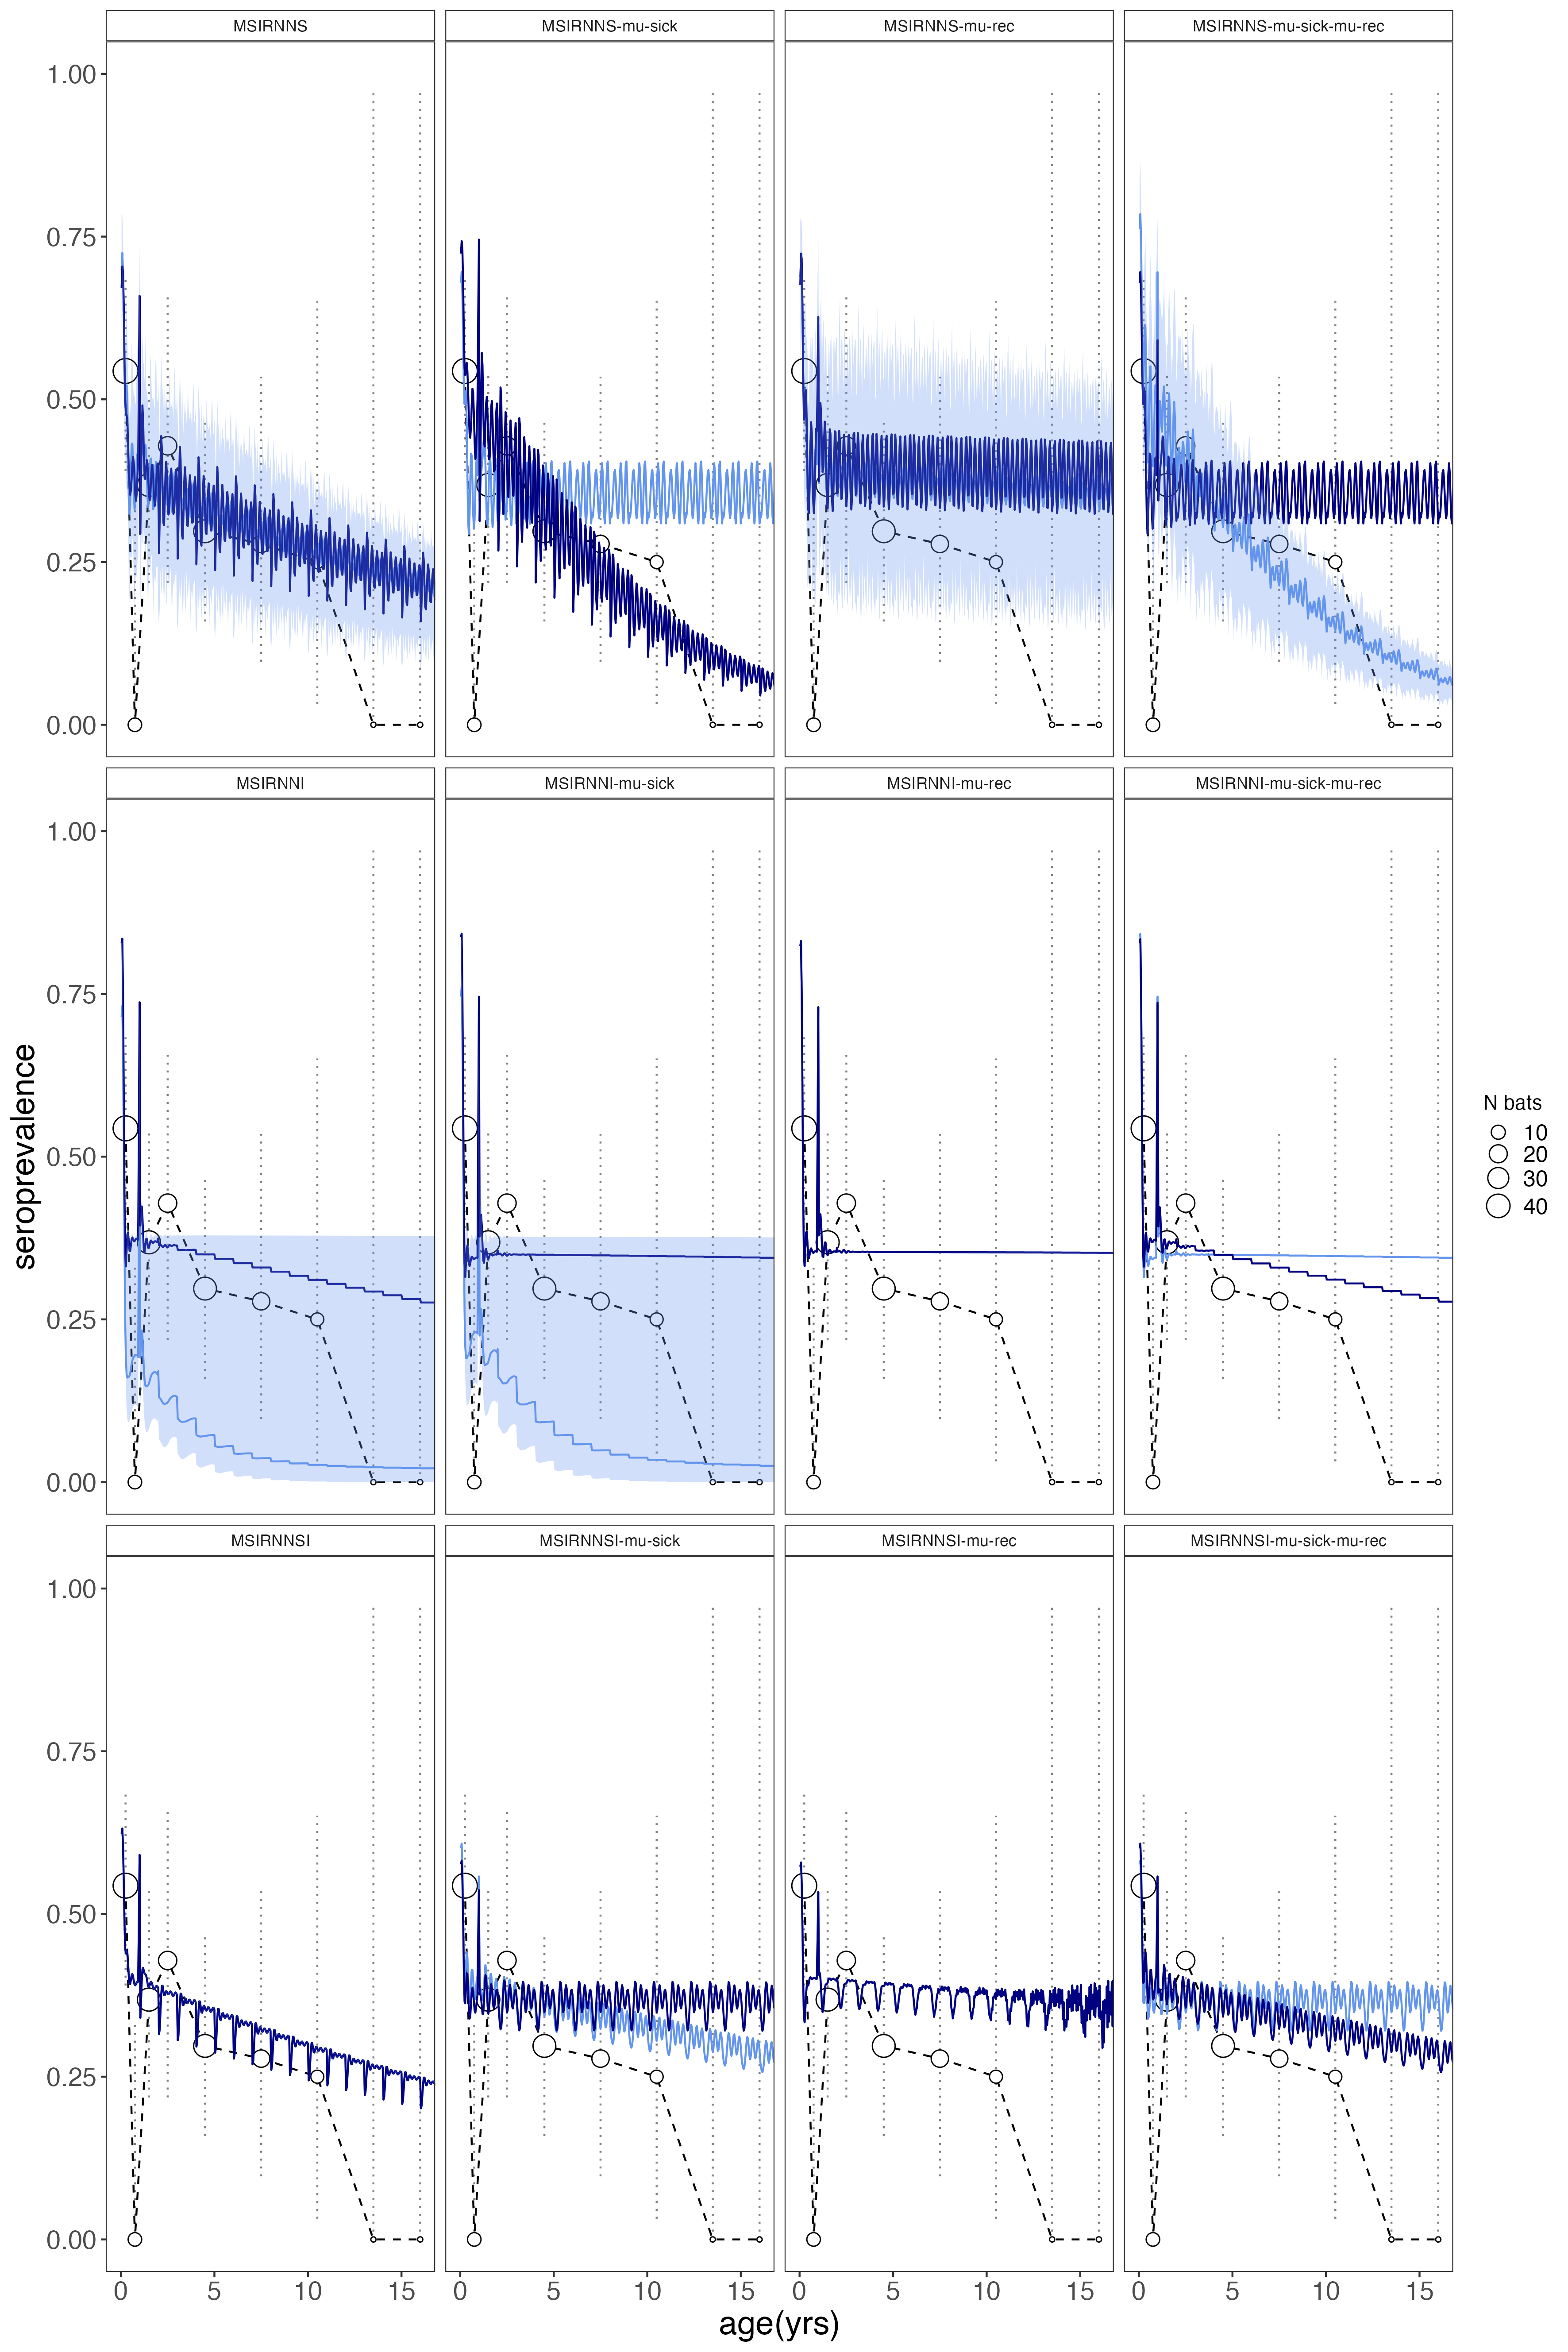 MSIRNNS MSIRNNS-mu-sick MSIRNNS-mu-rec MSIRNNS-mu-sick-mu-rec
1.00
0.75
0.50
0.25
0.00
MSIRNNI MSIRNNI-mu-sick MSIRNNI-mu-rec MSIRNNI-mu-sick-mu-rec
1.00
0.75
0.50
0.25
0.00
seroprevalence
N bats
10
20
30
40
MSIRNNSI MSIRNNSI-mu-sick MSIRNNSI-mu-rec MSIRNNSI-mu-sick-mu-rec
1.00
0.75
0.50
0.25
0.00
0 5 10 15 0 5 10 15 0 5 10 15 0 5 10 15
age(yrs)